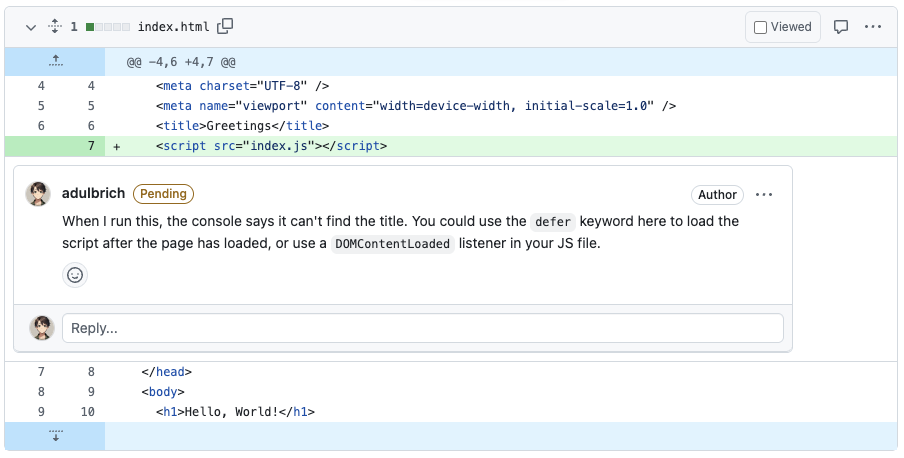 1 index.html Viewed
@@ -4,6 +4,7 @@
4 4 <meta charset="UTF-8" />
5 5 <meta name="viewport" content="width=device-width, initial-scale=1.0" />
6 6 <title>Greetings</title>
7 + <script src="index.js"></script>
adulbrich Pending Author
When I run this, the console says it can't find the title. You could use the defer keyword here to load the
script after the page has loaded, or use a DOMContentLoaded listener in your JS file.
Reply...
7 8 </head>
8 9 <body>
9 10 <h1>Hello, World!</h1>